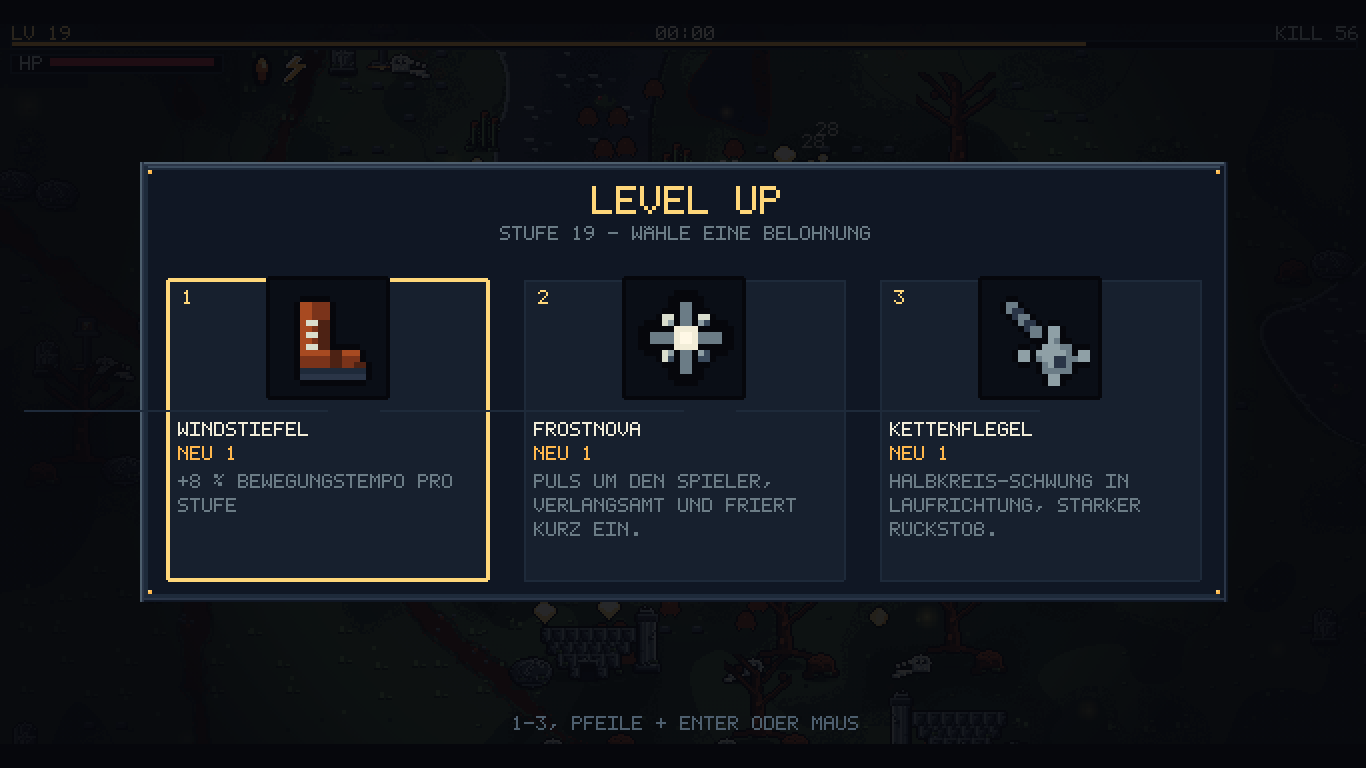 LV 19
00:00
KILL 56
HP
28
28
LEVEL UP
STUFE 19 – WÄHLE EINE BELOHNUNG
1
2
3
WINDSTIEFEL
NEU 1
+8 % BEWEGUNGSTEMPO PRO
STUFE
FROSTNOVA
NEU 1
PULS UM DEN SPIELER,
VERLANGSAMT UND FRIERT
KURZ EIN.
KETTENFLEGEL
NEU 1
HALBKREIS-SCHWUNG IN
LAUFRICHTUNG, STARKER
RÜCKSTOß.
1–3, PFEILE + ENTER ODER MAUS